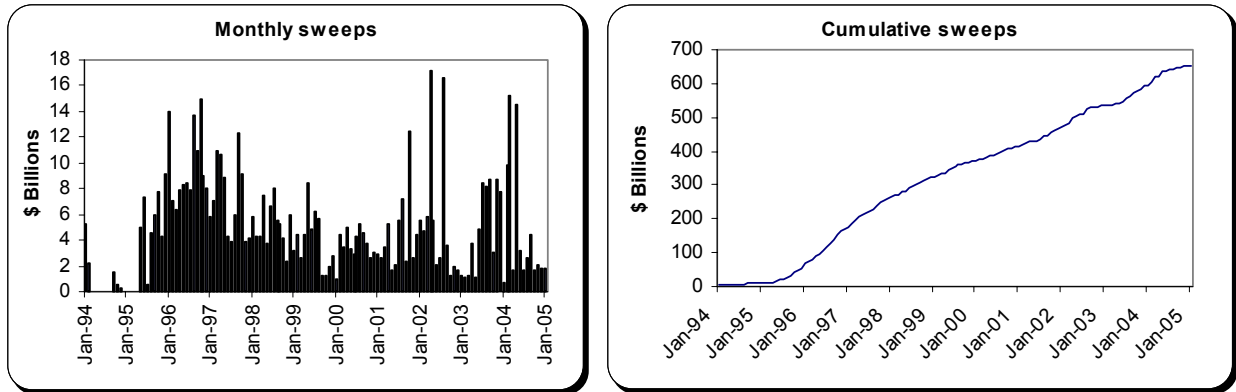 Monthly sweeps
18
16
14
12
10
8
6
4
2
0
$ Billions
Jan-94
Jan-95
Jan-96
Jan-97
Jan-98
Jan-99
Jan-00
Jan-01
Jan-02
Jan-03
Jan-04
Jan-05
Cumulative sweeps
700
600
500
400
300
200
100
0
$ Billions
Jan-94
Jan-95
Jan-96
Jan-97
Jan-98
Jan-99
Jan-00
Jan-01
Jan-02
Jan-03
Jan-04
Jan-05